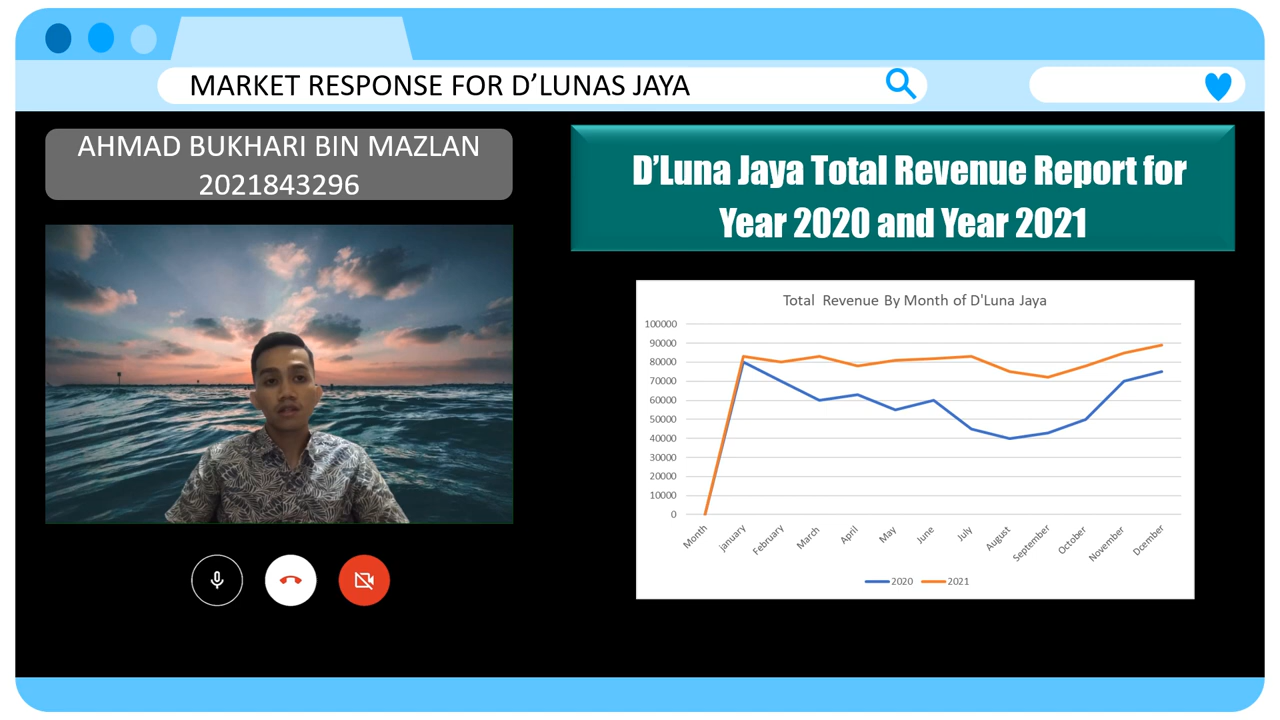 MARKET RESPONSE FOR D’LUNAS JAYA
AHMAD BUKHARI BIN MAZLAN
2021843296
D’Luna Jaya Total Revenue Report for
Year 2020 and Year 2021
Total Revenue By Month of D'Luna Jaya
100000
90000
80000
70000
60000
50000
40000
30000
20000
10000
0
Month
january
February
March
April
May
June
July
August
September
October
November
Dcember
2020
2021